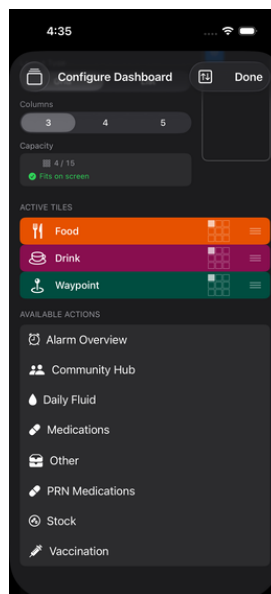 4:35
Configure Dashboard
Done
Columns
3 4 5
Capacity
4 / 15
Fits on screen
ACTIVE TILES
Food
Drink
Waypoint
AVAILABLE ACTIONS
Alarm Overview
Community Hub
Daily Fluid
Medications
Other
PRN Medications
Stock
Vaccination